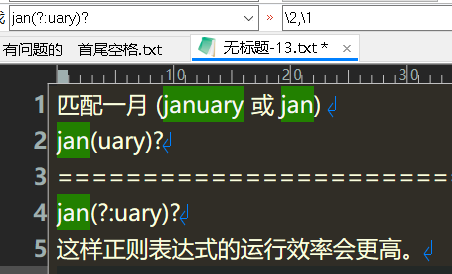 jan(?:uary)? » \2,\1
有问题的 首尾空格.txt 无标题-13.txt * ×
10 20 30
1 匹配一月 (january 或 jan)
2 jan(uary)?
3 ===========================
4 jan(?:uary)?
5 这样正则表达式的运行效率会更高。